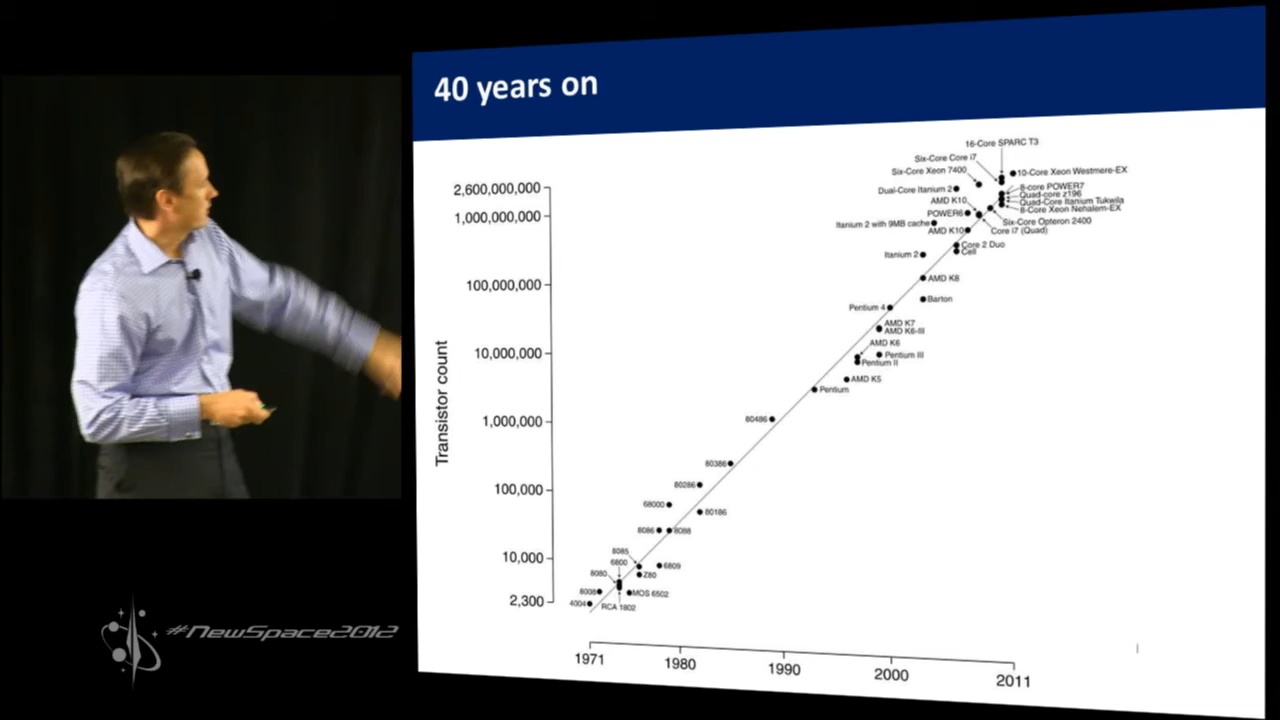 40 years on
16-Core SPARC T3
Six-Core Core i7
Six-Core Xeon 7400
10-Core Xeon Westmere-EX
Dual-Core Itanium 2
8-core POWER7
Quad-core z196
AMD K10
Quad-Core Itanium Tukwila
POWER6
8-Core Xeon Nehalem-EX
Itanium 2 with 9MB cache
Six-Core Opteron 2400
AMD K10
Core i7 (Quad)
Core 2 Duo
Cell
Itanium 2
AMD K8
Barton
Pentium 4
AMD K7
AMD K6-III
AMD K6
Pentium III
Pentium II
AMD K5
Pentium
80486
80386
80286
68000
80186
8086
8088
8085
6800
6809
8080
Z80
8008
MOS 6502
4004
RCA 1802
2,600,000,000
1,000,000,000
100,000,000
10,000,000
1,000,000
100,000
10,000
2,300
Transistor count
1971
1980
1990
2000
2011
#NewSpace2012